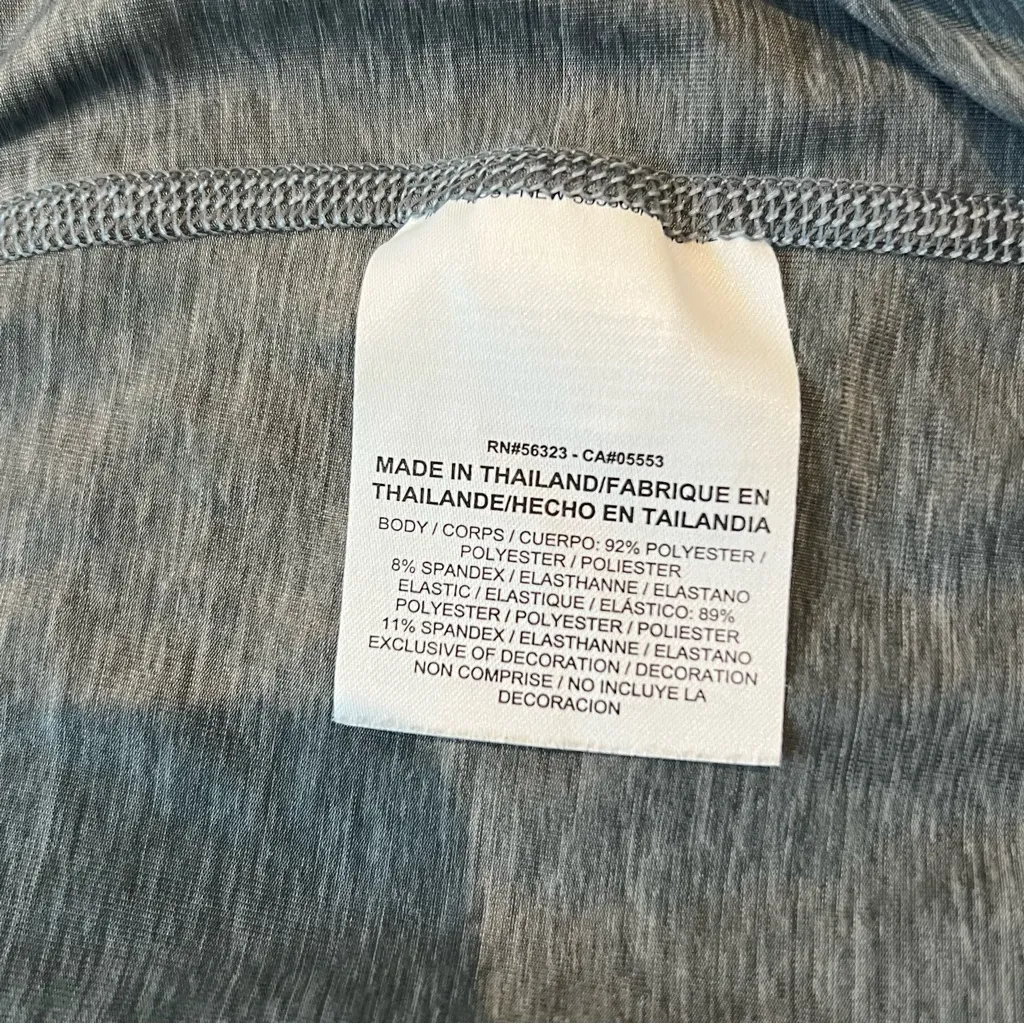 RN#56323 - CA#05553
MADE IN THAILAND/FABRIQUE EN
THAILANDE/HECHO EN TAILANDIA
BODY / CORPS / CUERPO: 92% POLYESTER /
POLYESTER / POLIESTER
8% SPANDEX / ELASTHANNE / ELASTANO
ELASTIC / ELASTIQUE / ELÁSTICO: 89%
POLYESTER / POLYESTER / POLIESTER
11% SPANDEX / ELASTHANNE / ELASTANO
EXCLUSIVE OF DECORATION / DECORATION
NON COMPRISE / NO INCLUYE LA
DECORACION